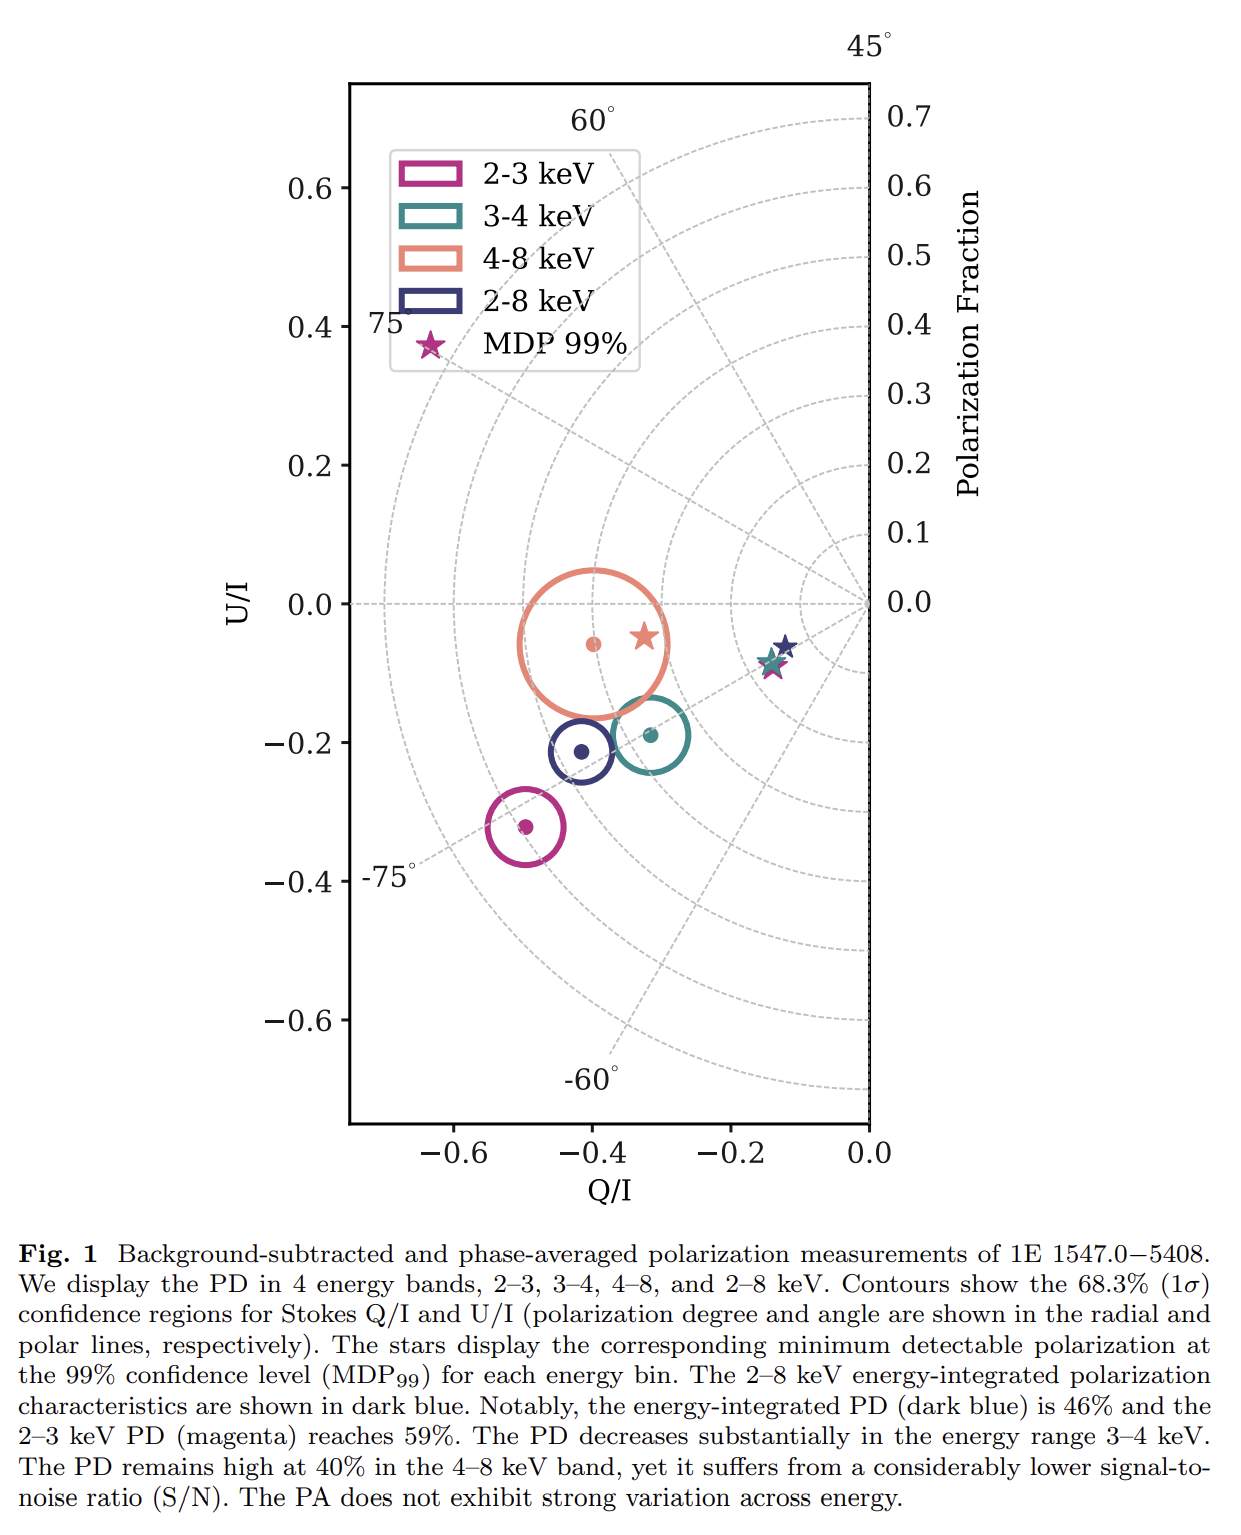 45°
60°
2-3 keV
3-4 keV
4-8 keV
2-8 keV
MDP 99%
75°
0.6
0.4
0.2
0.0
−0.2
−0.4
−0.6
U/I
0.7
0.6
0.5
0.4
0.3
0.2
0.1
0.0
Polarization Fraction
-75°
-60°
−0.6
−0.4
−0.2
0.0
Q/I
Fig. 1 Background-subtracted and phase-averaged polarization measurements of 1E 1547.0−5408.
We display the PD in 4 energy bands, 2–3, 3–4, 4–8, and 2–8 keV. Contours show the 68.3% (1σ)
confidence regions for Stokes Q/I and U/I (polarization degree and angle are shown in the radial and
polar lines, respectively). The stars display the corresponding minimum detectable polarization at
the 99% confidence level (MDP₉₉) for each energy bin. The 2–8 keV energy-integrated polarization
characteristics are shown in dark blue. Notably, the energy-integrated PD (dark blue) is 46% and the
2–3 keV PD (magenta) reaches 59%. The PD decreases substantially in the energy range 3–4 keV.
The PD remains high at 40% in the 4–8 keV band, yet it suffers from a considerably lower signal-to-
noise ratio (S/N). The PA does not exhibit strong variation across energy.